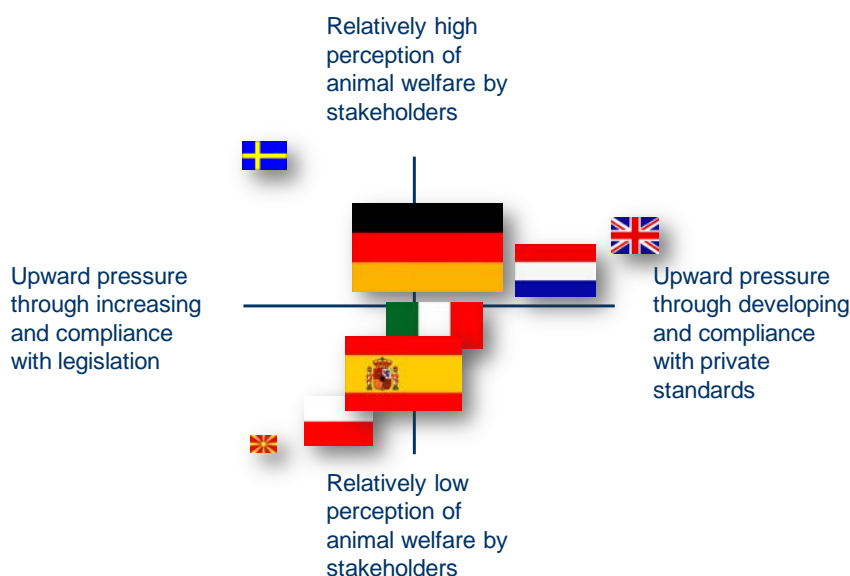 Relatively high
perception of
animal welfare by
stakeholders
Upward pressure
through increasing
and compliance
with legislation
Upward pressure
through developing
and compliance
with private
standards
Relatively low
perception of
animal welfare by
stakeholders